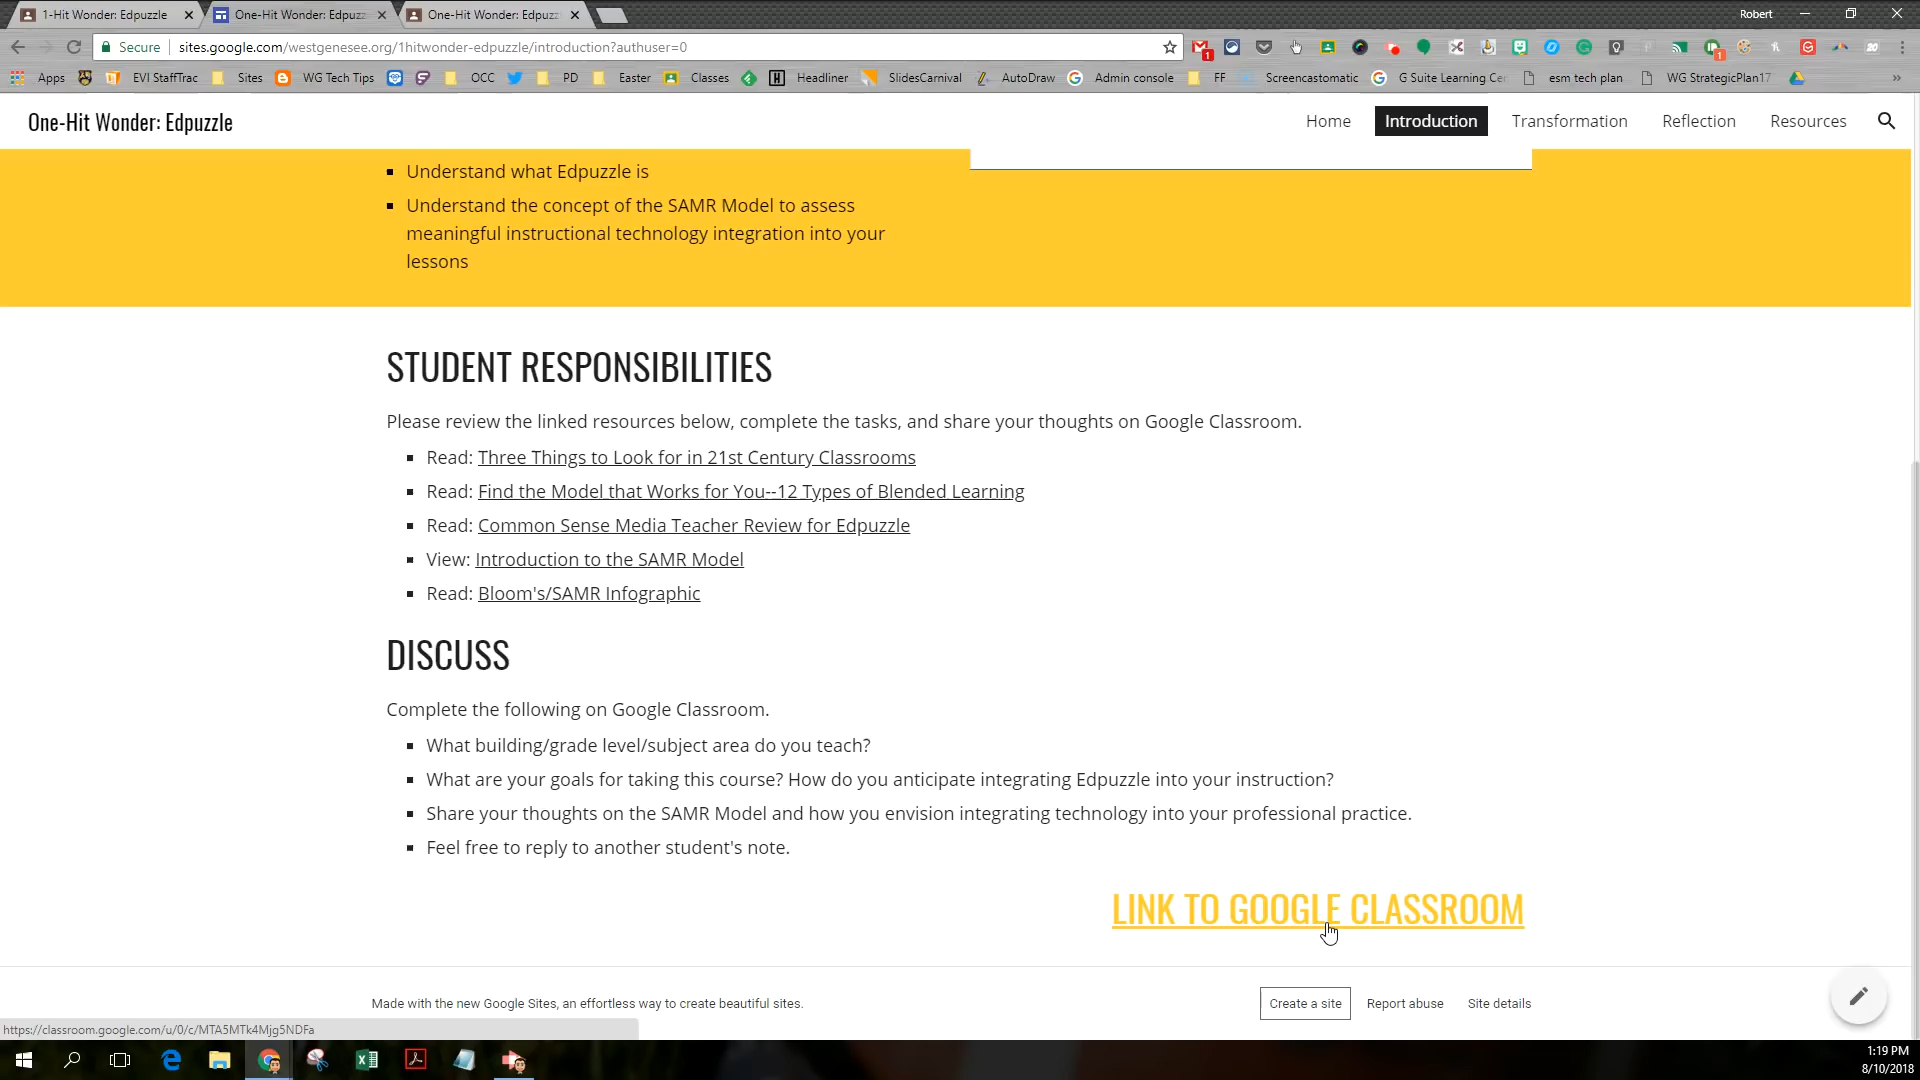 1-Hit Wonder: Edpuzzle
One-Hit Wonder: Edpuzz
One-Hit Wonder: Edpuzz
Robert
Secure
sites.google.com/westgenesee.org/1hitwonder-edpuzzle/introduction?authuser=0
1
1
20
Apps
EVI StaffTrac
Sites
WG Tech Tips
OCC
PD
Easter
Classes
Headliner
SlidesCarnival
AutoDraw
Admin console
FF
Screencastomatic
G Suite Learning Cen
esm tech plan
WG StrategicPlan17
One-Hit Wonder: Edpuzzle
Home
Introduction
Transformation
Reflection
Resources
Understand what Edpuzzle is
Understand the concept of the SAMR Model to assess
meaningful instructional technology integration into your
lessons
STUDENT RESPONSIBILITIES
Please review the linked resources below, complete the tasks, and share your thoughts on Google Classroom.
Read: Three Things to Look for in 21st Century Classrooms
Read: Find the Model that Works for You--12 Types of Blended Learning
Read: Common Sense Media Teacher Review for Edpuzzle
View: Introduction to the SAMR Model
Read: Bloom's/SAMR Infographic
DISCUSS
Complete the following on Google Classroom.
What building/grade level/subject area do you teach?
What are your goals for taking this course? How do you anticipate integrating Edpuzzle into your instruction?
Share your thoughts on the SAMR Model and how you envision integrating technology into your professional practice.
Feel free to reply to another student's note.
LINK TO GOOGLE CLASSROOM
Made with the new Google Sites, an effortless way to create beautiful sites.
Create a site
Report abuse
Site details
https://classroom.google.com/u/0/c/MTA5MTk4Mjg5NDFa
1:19 PM
8/10/2018